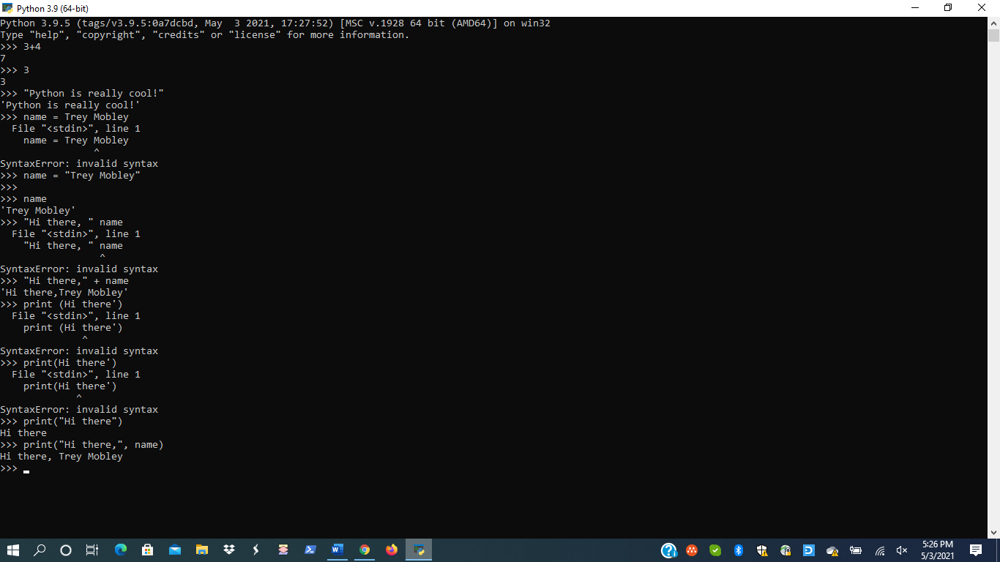 Python 3.9 (64-bit)
Python 3.9.5 (tags/v3.9.5:0a7dcbd, May  3 2021, 17:27:52) [MSC v.1928 64 bit (AMD64)] on win32
Type "help", "copyright", "credits" or "license" for more information.
>>> 3+4
7
>>> 3
3
>>> "Python is really cool!"
'Python is really cool!'
>>> name = Trey Mobley
  File "<stdin>", line 1
    name = Trey Mobley
                ^
SyntaxError: invalid syntax
>>> name = "Trey Mobley"
>>>
>>> name
'Trey Mobley'
>>> "Hi there, " name
  File "<stdin>", line 1
    "Hi there, " name
                 ^
SyntaxError: invalid syntax
>>> "Hi there," + name
'Hi there,Trey Mobley'
>>> print (Hi there')
  File "<stdin>", line 1
    print (Hi there')
              ^
SyntaxError: invalid syntax
>>> print(Hi there')
  File "<stdin>", line 1
    print(Hi there')
             ^
SyntaxError: invalid syntax
>>> print("Hi there")
Hi there
>>> print("Hi there,", name)
Hi there, Trey Mobley
>>>
5:26 PM
5/3/2021